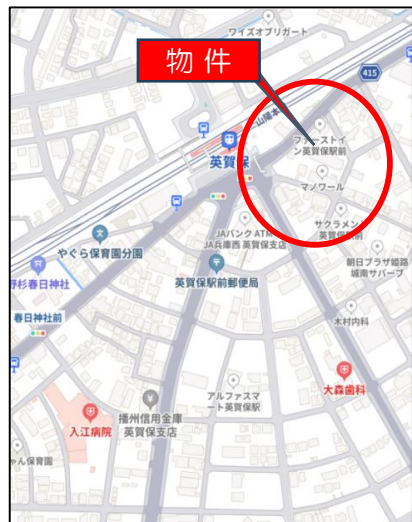 ワイズオブリガート
物 件
415
山陽本
ファーストイ
ン英賀保駅前
英賀保
マノワール
サクラメント
英賀保駅前
JAバンク ATM
JA兵庫西 英賀保支店
やぐら保育園分園
朝日プラザ姫路
城南サバーブ
野杉春日神社
英賀保駅前郵便局
春日神社前
木村内科
大森歯科
アルファスマ
ート英賀保駅
播州信用金庫
英賀保支店
入江病院
ゃん保育園